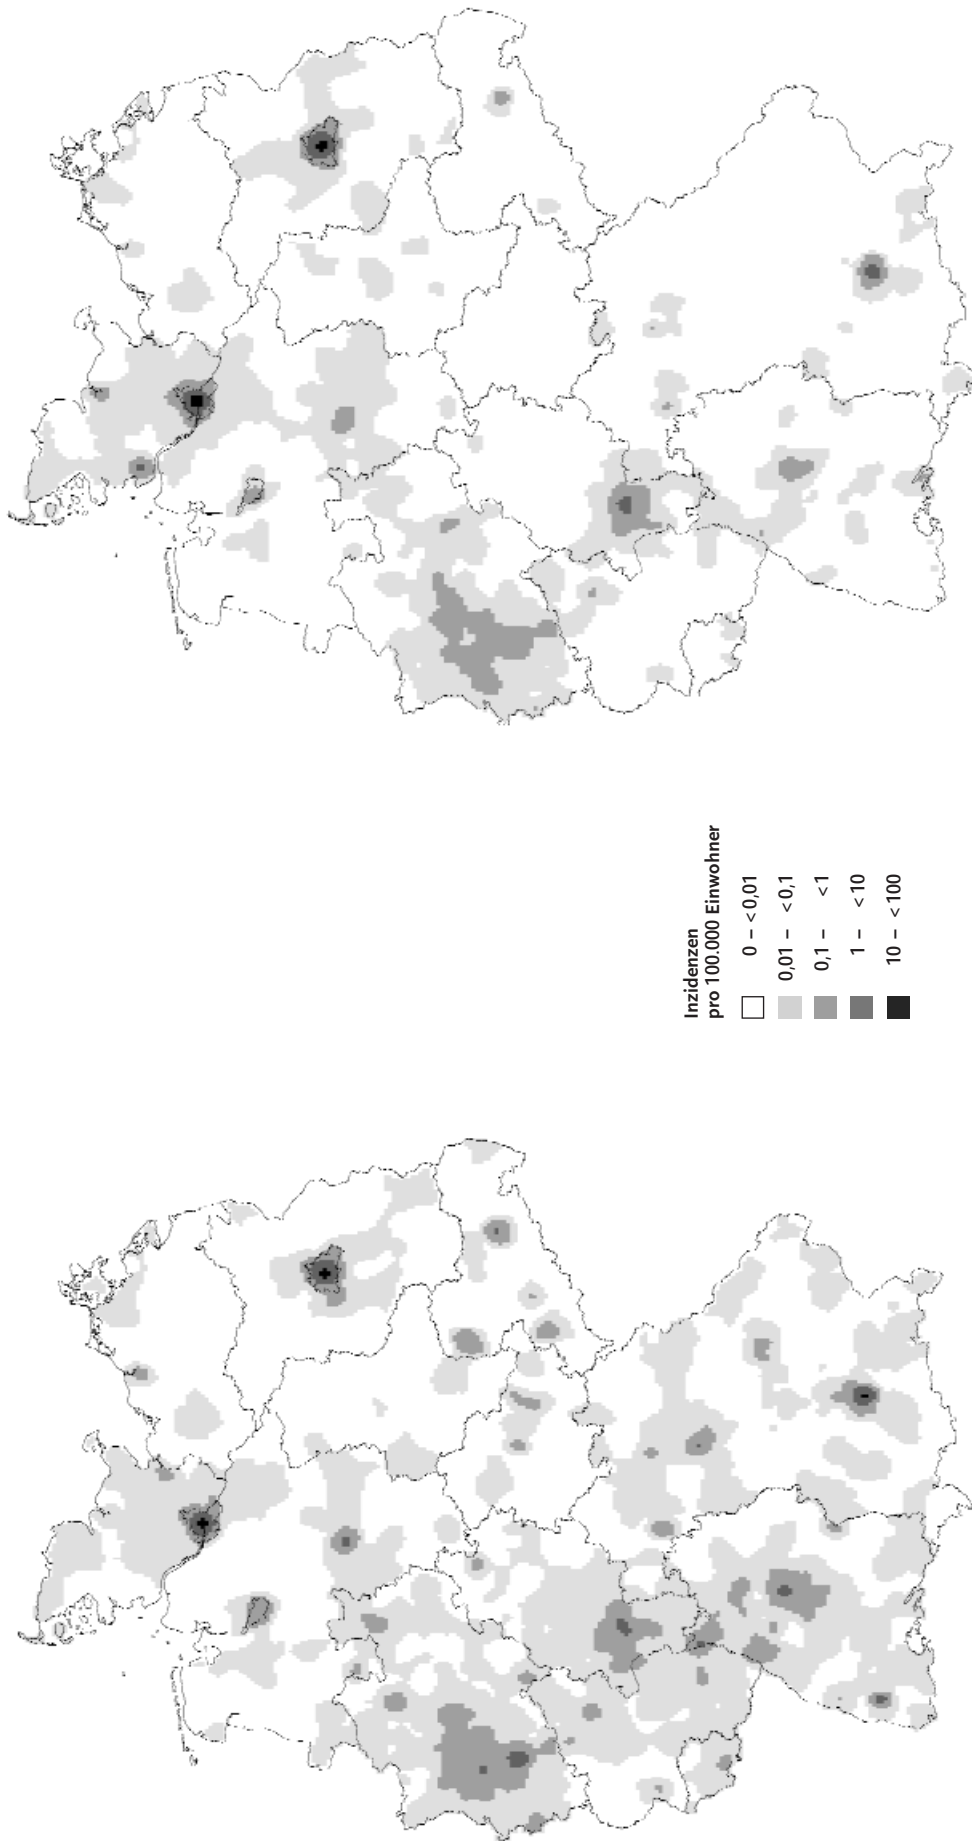 Inzidenzen
pro 100.000 Einwohner
0 – <0,01
0,01 – <0,1
0,1 – <1
1 – <10
10 – <100